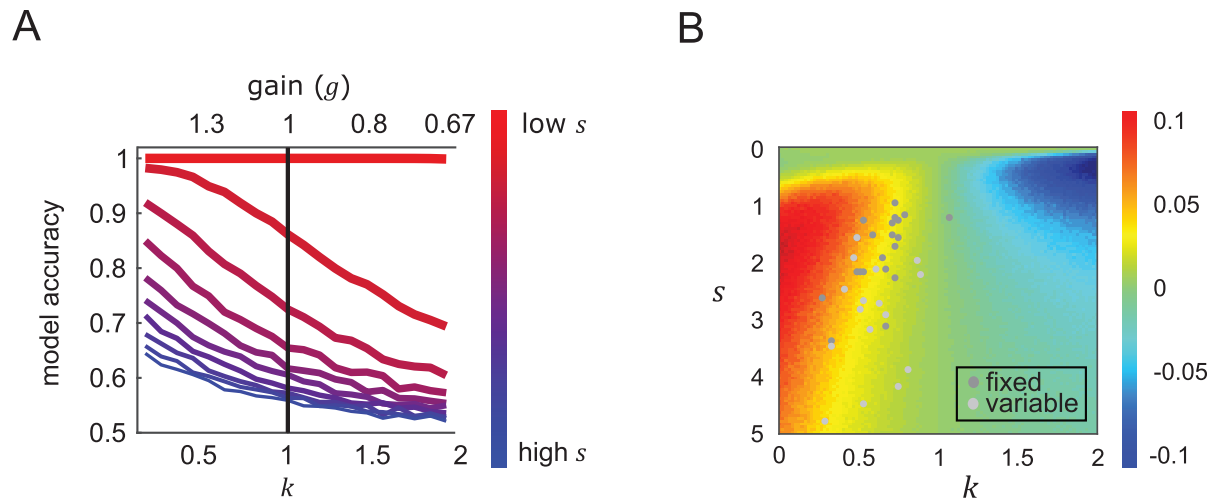 A
gain (g)
1.3 1 0.8 0.67
1
0.9
0.8
0.7
0.6
0.5
model accuracy
0.5 1 1.5 2
k
low s
high s
B
0
1
2
3
4
5
s
0 0.5 1 1.5 2
k
fixed
variable
0.1
0.05
0
-0.05
-0.1